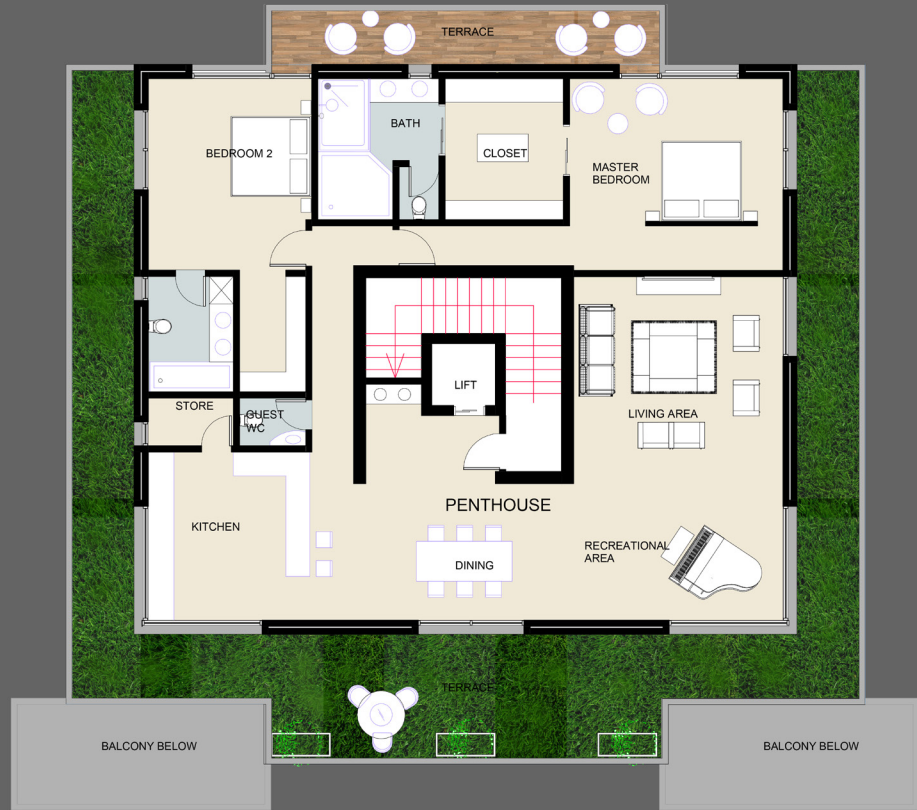 TERRACE
BATH
BEDROOM 2
CLOSET
MASTER
BEDROOM
LIFT
STORE
GUEST
WC
LIVING AREA
PENTHOUSE
KITCHEN
RECREATIONAL
AREA
DINING
TERRACE
BALCONY BELOW
BALCONY BELOW